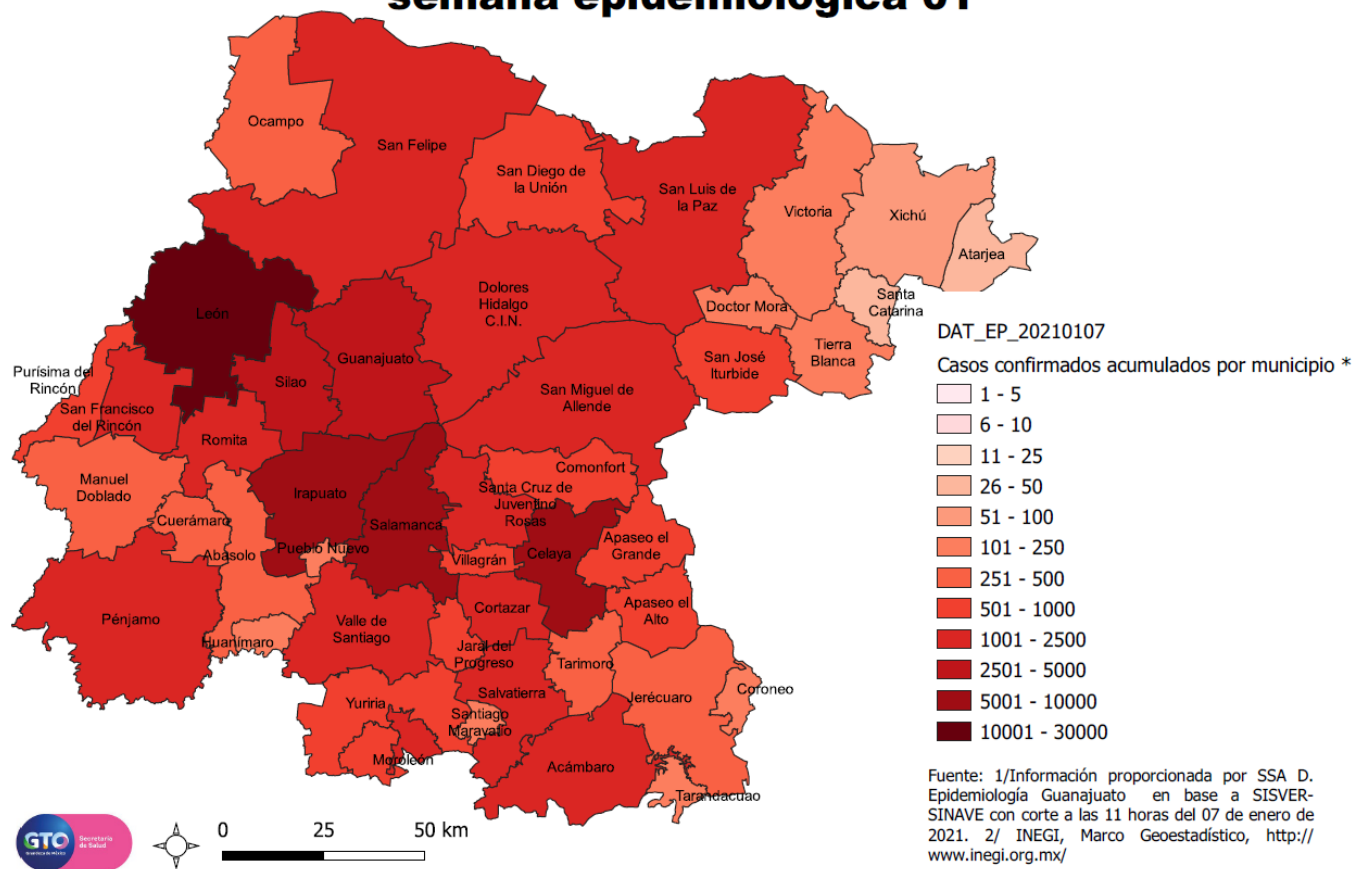 semana epidemiológica 01
Ocampo
San Felipe
San Diego de
la Unión
San Luis de
la Paz
Victoria
Xichú
Atarjea
León
Dolores
Hidalgo
C.I.N.
Doctor Mora
Santa
Catarina
Guanajuato
San José
Iturbide
Tierra
Blanca
Purísima del
Rincón
Silao
San Miguel de
Allende
San Francisco
del Rincón
Romita
Manuel
Doblado
Irapuato
Comonfort
Santa Cruz de
Juventino
Rosas
Cuerámaro
Salamanca
Abasolo
Pueblo Nuevo
Villagrán
Celaya
Apaseo el
Grande
Pénjamo
Valle de
Santiago
Cortazar
Apaseo el
Alto
Huanímaro
Jaral del
Progreso
Tarimoro
Yuriria
Salvatierra
Jerécuaro
Coroneo
Santiago
Maravatío
Moroleón
Acámbaro
Tarandacuao
DAT_EP_20210107
Casos confirmados acumulados por municipio *
1 - 5
6 - 10
11 - 25
26 - 50
51 - 100
101 - 250
251 - 500
501 - 1000
1001 - 2500
2501 - 5000
5001 - 10000
10001 - 30000
Fuente: 1/Información proporcionada por SSA D.
Epidemiología Guanajuato en base a SISVER-
SINAVE con corte a las 11 horas del 07 de enero de
2021. 2/ INEGI, Marco Geoestadístico, http://
www.inegi.org.mx/
GTO
Secretaría
de Salud
0 25 50 km